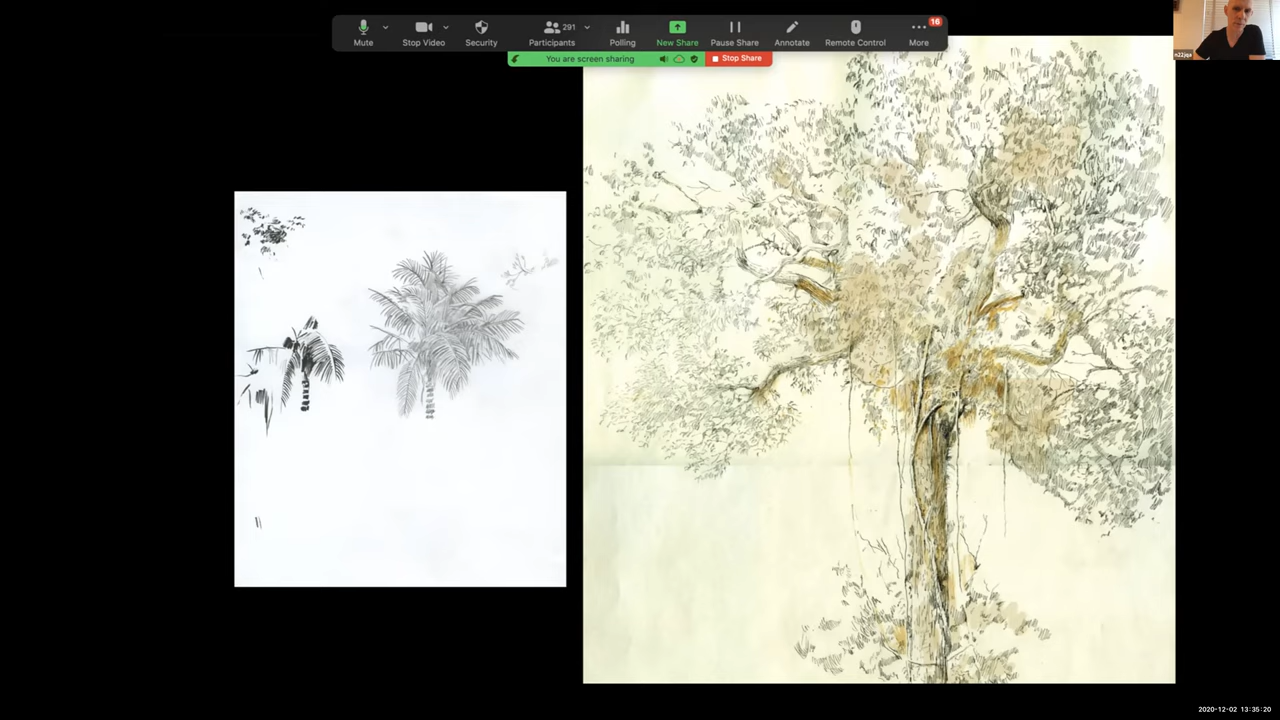 291
16
Mute
Stop Video
Security
Participants
Polling
New Share
Pause Share
Annotate
Remote Control
More
You are screen sharing
Stop Share
n22jqa
2020-12-02 13:35:20